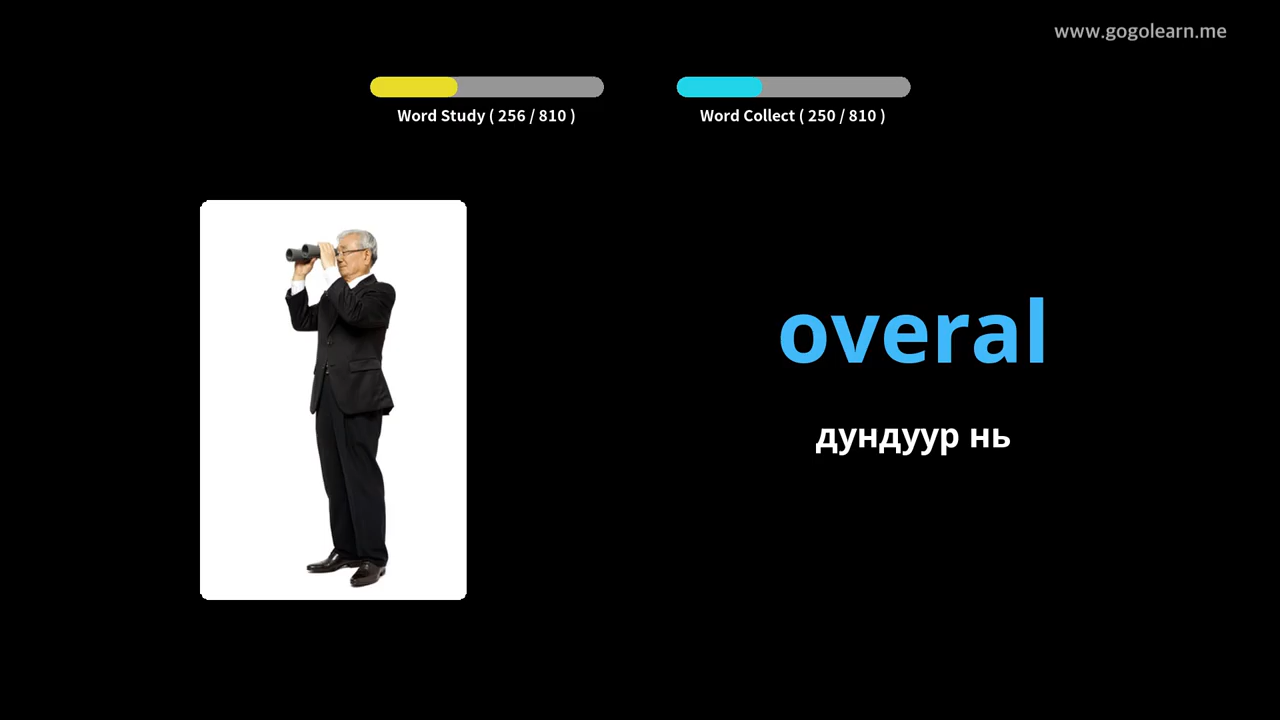 www.gogolearn.me
Word Study ( 256 / 810 )
Word Collect ( 250 / 810 )
overal
дундуур нь